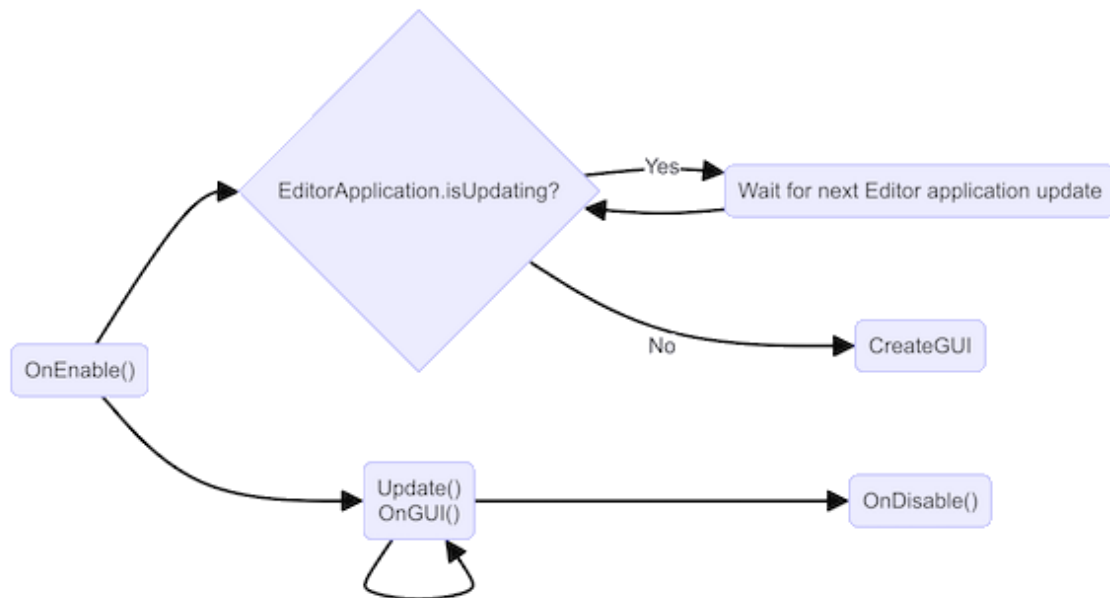 EditorApplication.isUpdating?
Yes
Wait for next Editor application update
No
CreateGUI
OnEnable()
Update()
OnGUI()
OnDisable()